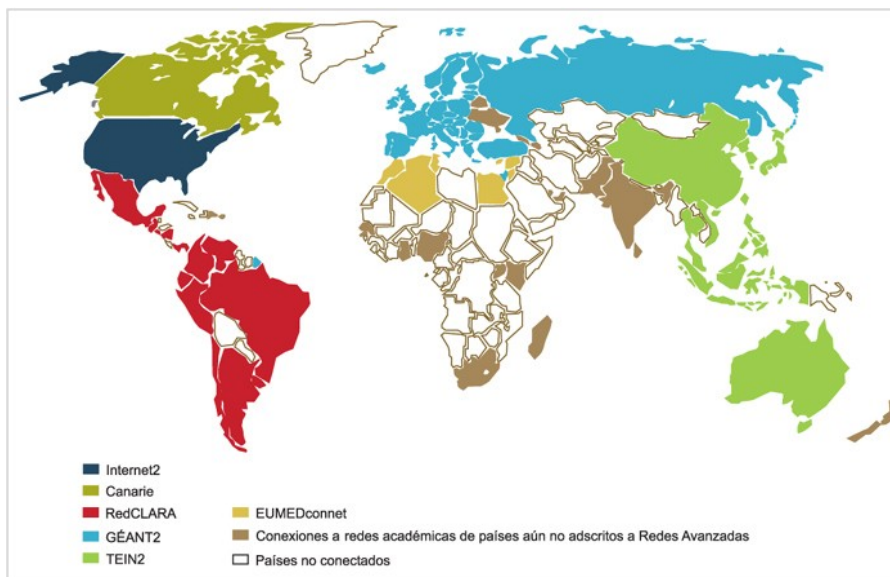 Internet2
Canarie
RedCLARA
GÉANT2
TEIN2
EUMEDconnet
Conexiones a redes académicas de países aún no adscritos a Redes Avanzadas
Países no conectados